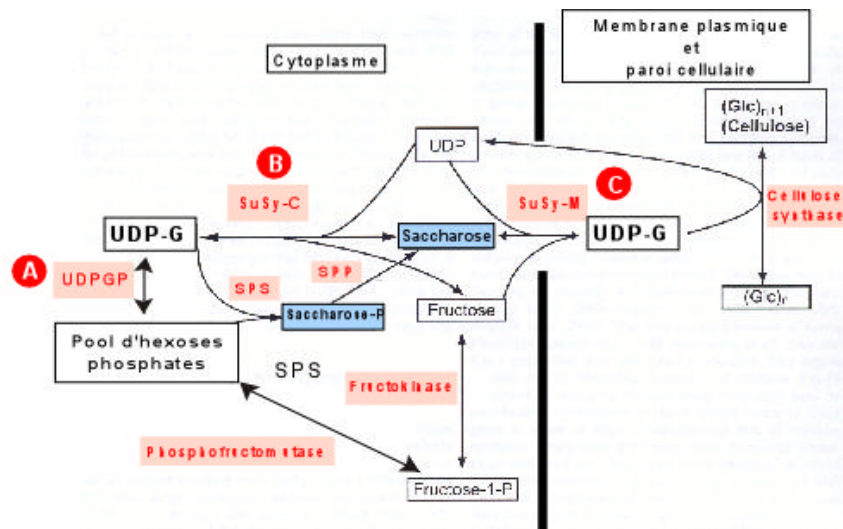 Membrane plasmique
et
paroi cellulaire
Cytoplasme
(Glc)n+1
(Cellulose)
UDP
B
C
SuSy-C
SuSy-M
Cellulose
synthase
UDP-G
Saccharose
UDP-G
A
UDPGP
SPP
SPS
(Glc)n
Saccharose-P
Fructose
Pool d'hexoses
phosphates
SPS
Fructokinase
Phosphofructomutase
Fructose-1-P